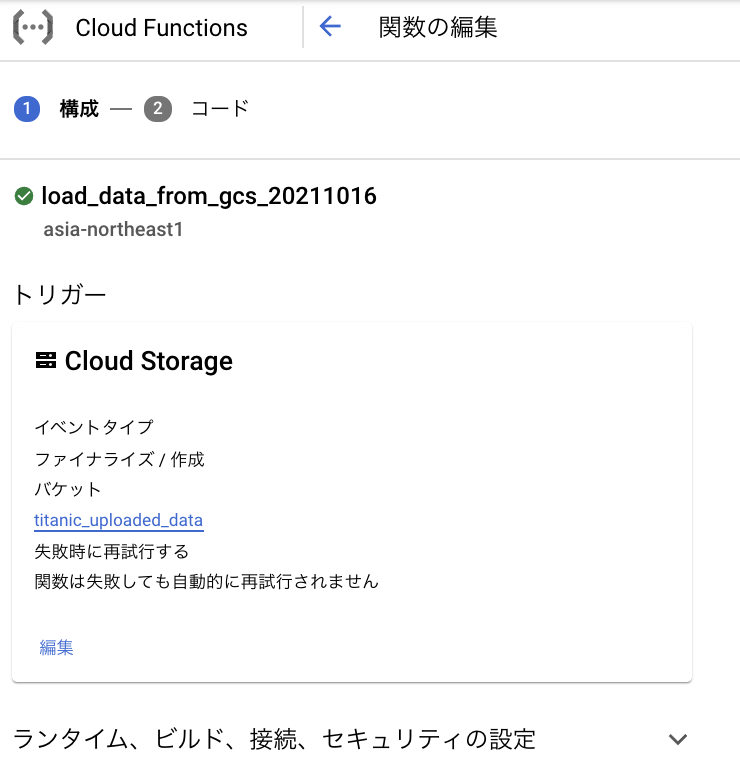 Cloud Functions ← 関数の編集
1 構成 — 2 コード
load_data_from_gcs_20211016
asia-northeast1
トリガー
Cloud Storage
イベントタイプ
ファイナライズ / 作成
バケット
titanic_uploaded_data
失敗時に再試行する
関数は失敗しても自動的に再試行されません
編集
ランタイム、ビルド、接続、セキュリティの設定